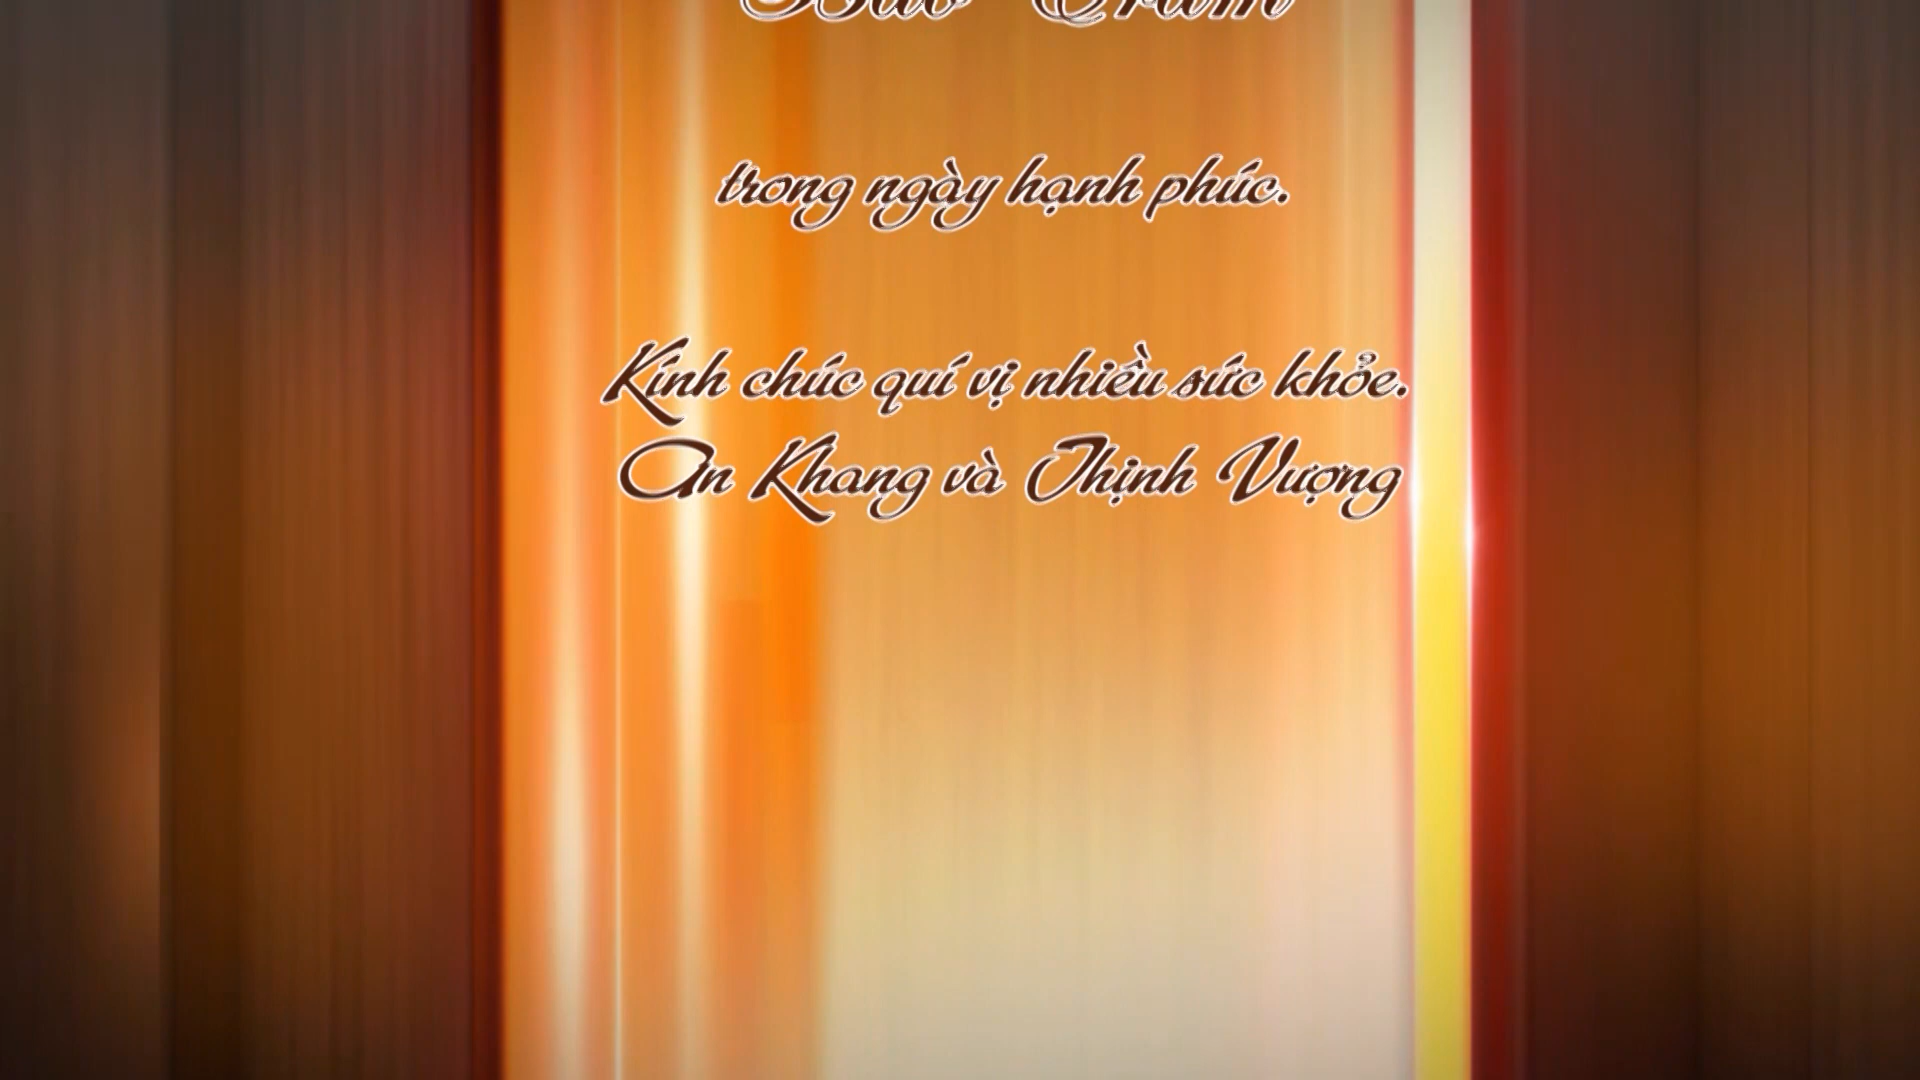 trong ngày hạnh phúc.
Kính chúc quí vị nhiều sức khỏe.
An Khang và Thịnh Vượng